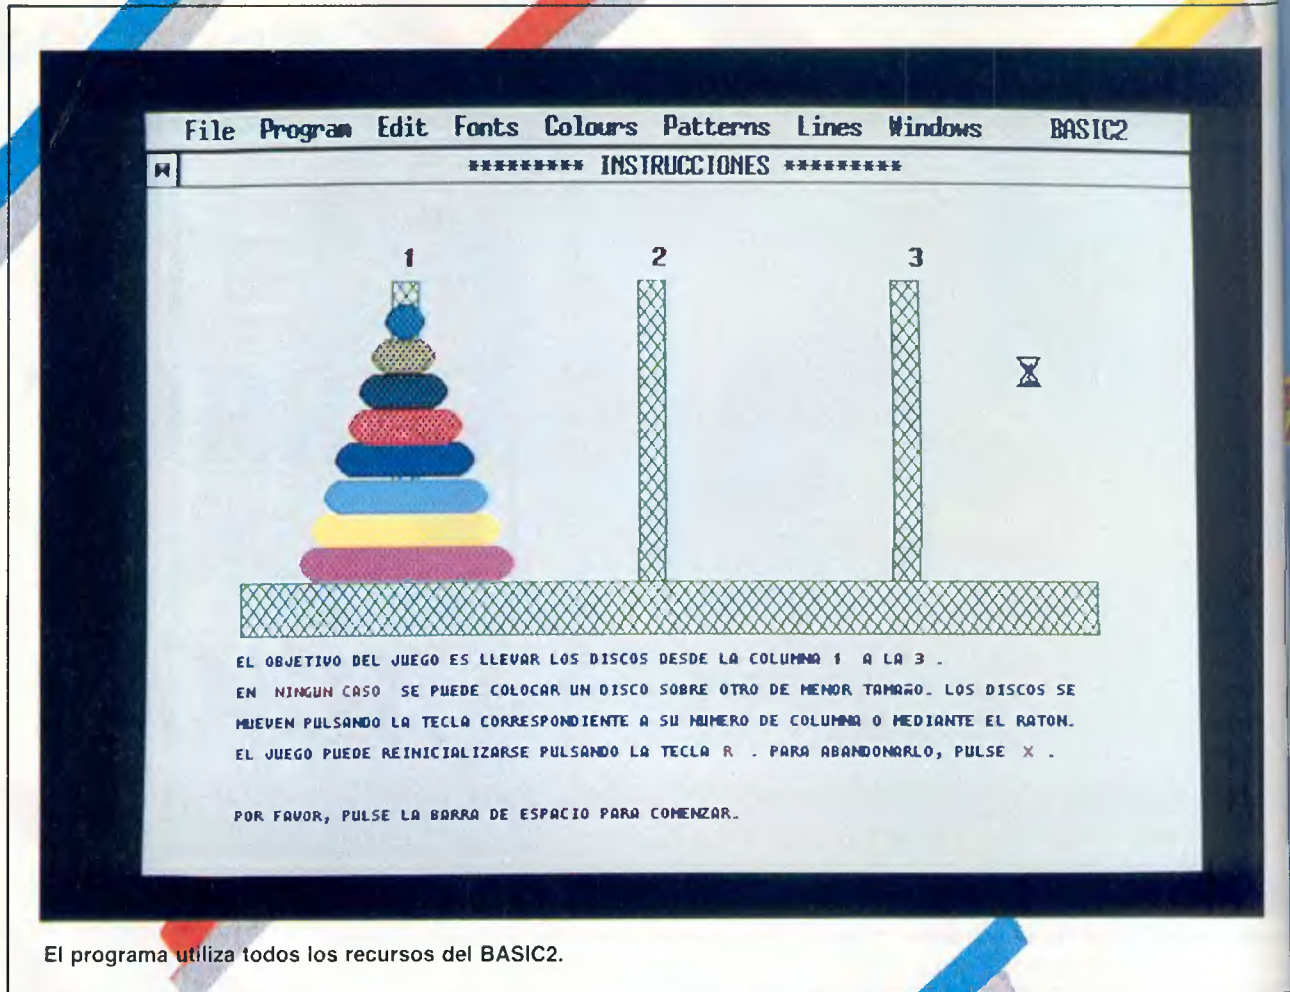 File Program Edit Fonts Colours Patterns Lines Windows BASIC2
********* INSTRUCCIONES *********
1 2 3
EL OBJETIVO DEL JUEGO ES LLEVAR LOS DISCOS DESDE LA COLUMNA 1 A LA 3 .
EN NINGUN CASO SE PUEDE COLOCAR UN DISCO SOBRE OTRO DE MENOR TAMAñO. LOS DISCOS SE
MUEVEN PULSANDO LA TECLA CORRESPONDIENTE A SU NUMERO DE COLUMNA O MEDIANTE EL RATON.
EL JUEGO PUEDE REINICIALIZARSE PULSANDO LA TECLA R . PARA ABANDONARLO, PULSE X .
POR FAVOR, PULSE LA BARRA DE ESPACIO PARA COMENZAR.
El programa utiliza todos los recursos del BASIC2.